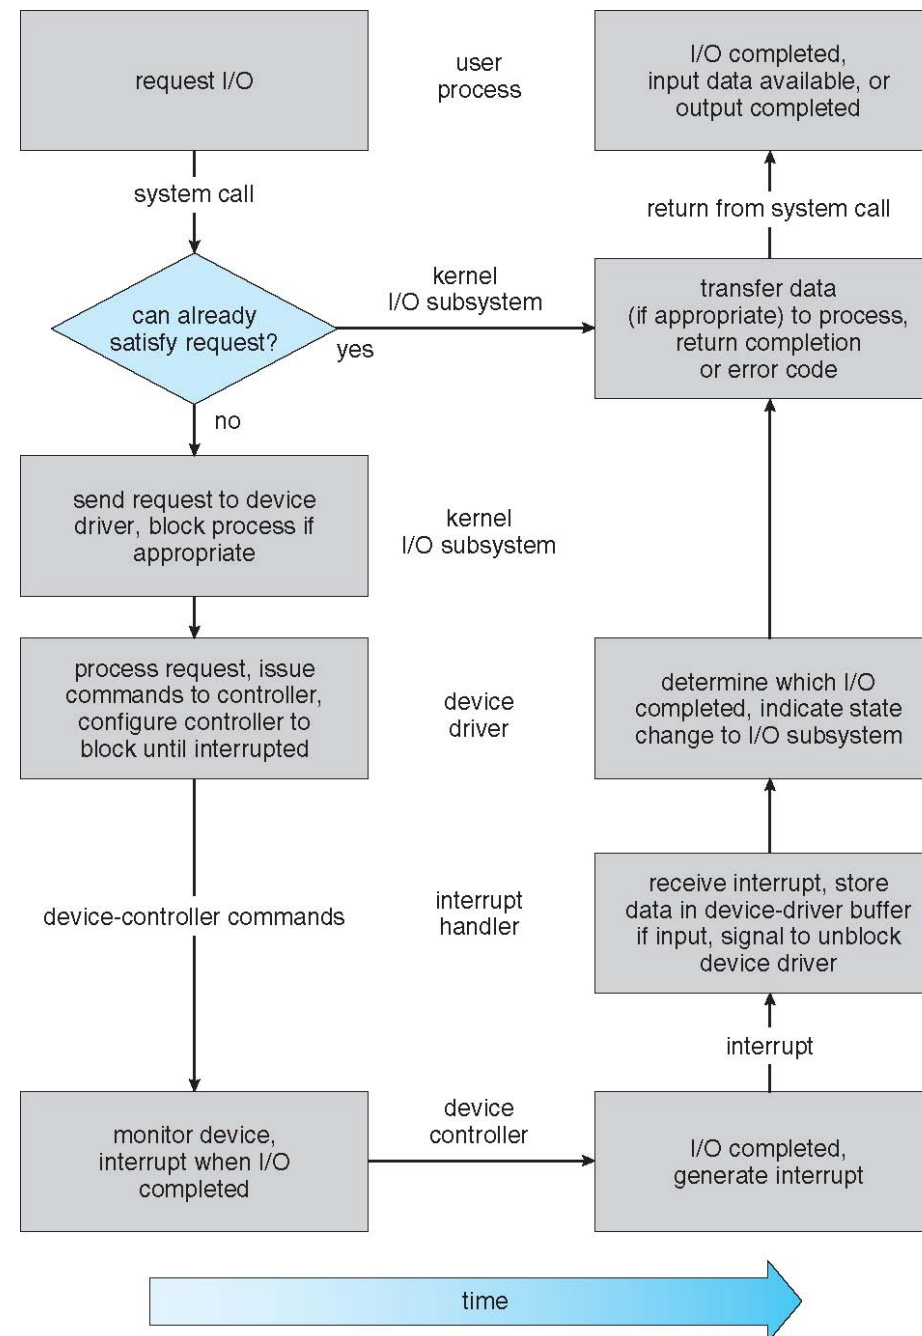 request I/O
user
process
I/O completed,
input data available, or
output completed
system call
return from system call
can already
satisfy request?
kernel
I/O subsystem
yes
transfer data
(if appropriate) to process,
return completion
or error code
no
send request to device
driver, block process if
appropriate
kernel
I/O subsystem
process request, issue
commands to controller,
configure controller to
block until interrupted
device
driver
determine which I/O
completed, indicate state
change to I/O subsystem
device-controller commands
interrupt
handler
receive interrupt, store
data in device-driver buffer
if input, signal to unblock
device driver
interrupt
monitor device,
interrupt when I/O
completed
device
controller
I/O completed,
generate interrupt
time